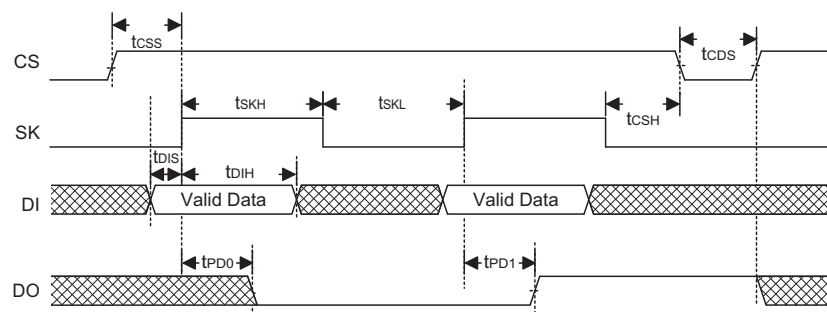 tCSS
tCDS
CS
tSKH
tSKL
tCSH
SK
tDIS
tDIH
DI
Valid Data
Valid Data
tPD0
tPD1
DO